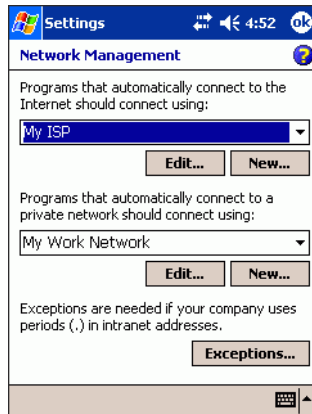 Settings 4:52 ok
Network Management ?
Programs that automatically connect to the
Internet should connect using:
My ISP
Edit... New...
Programs that automatically connect to a
private network should connect using:
My Work Network
Edit... New...
Exceptions are needed if your company uses
periods (.) in intranet addresses.
Exceptions...